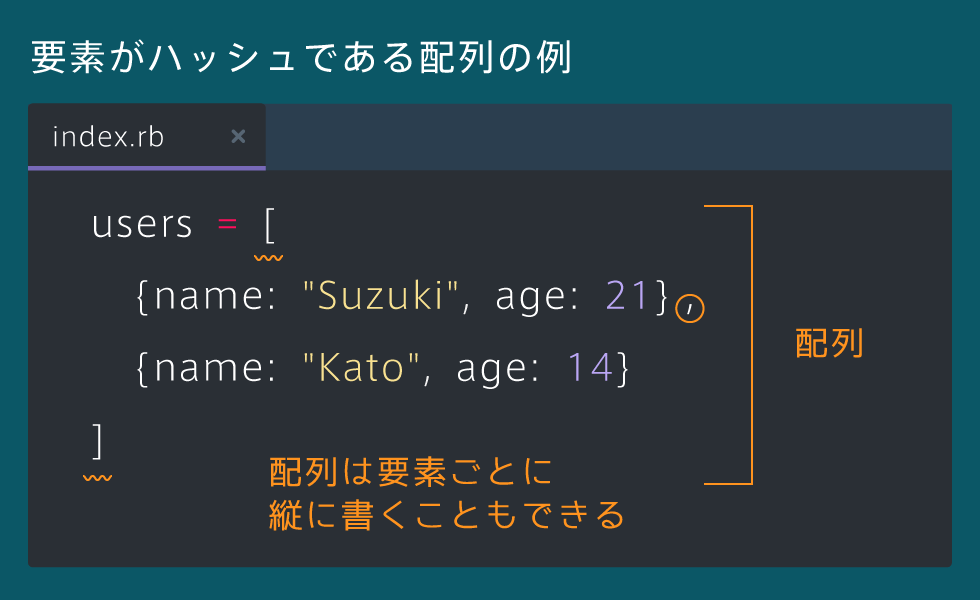 要素がハッシュである配列の例
index.rb ×
users = [
{name: "Suzuki", age: 21},
{name: "Kato", age: 14}
]
配列
配列は要素ごとに
縦に書くこともできる